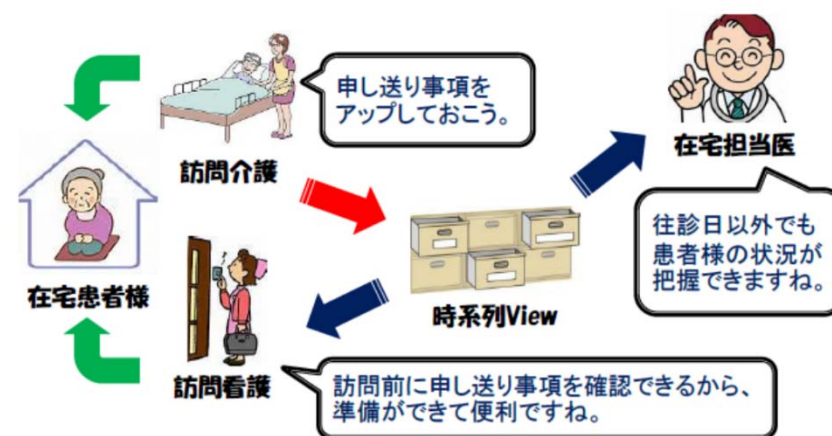 申し送り事項を
アップしておこう。
訪問介護
在宅担当医
往診日以外でも
患者様の状況が
把握できますね。
在宅患者様
時系列View
訪問看護
訪問前に申し送り事項を確認できるから、
準備ができて便利ですね。